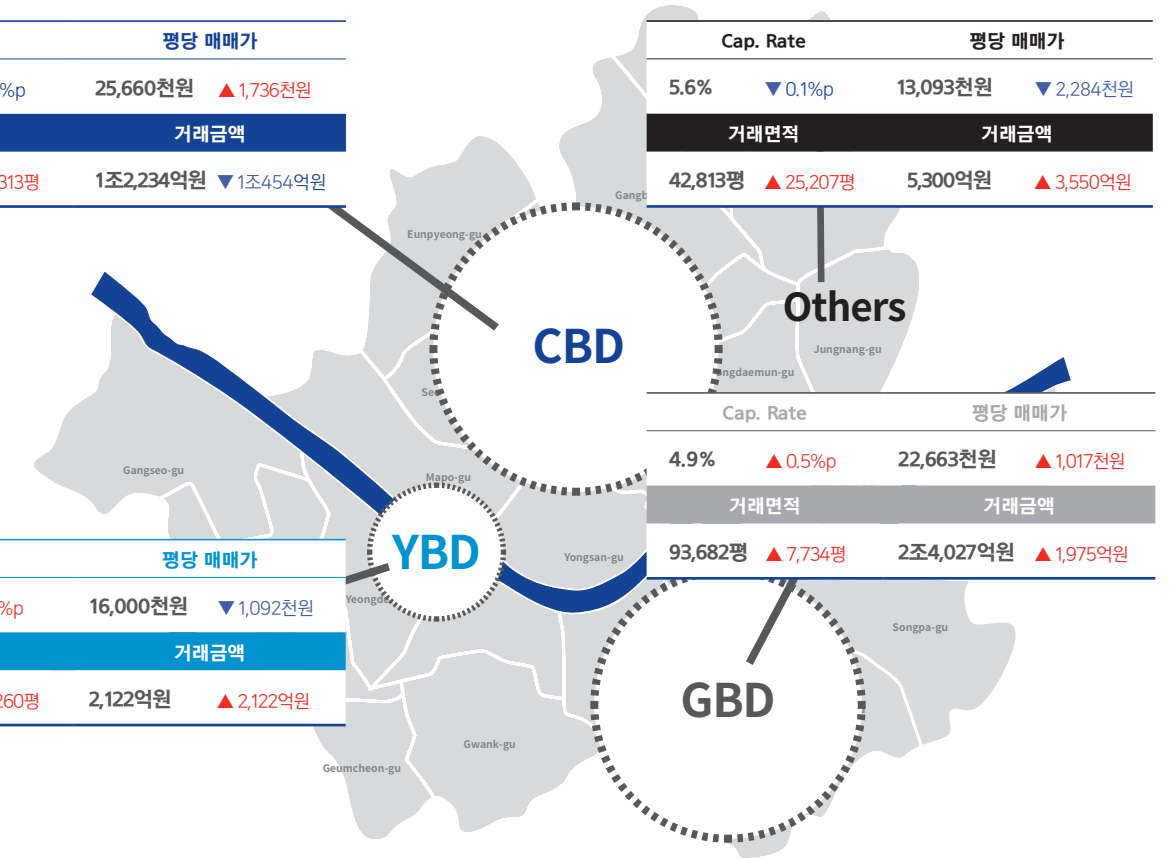 평당 매매가
%p 25,660천원 ▲ 1,736천원
거래금액
313평 1조2,234억원 ▼ 1조454억원
Cap. Rate 평당 매매가
5.6% ▼ 0.1%p 13,093천원 ▼ 2,284천원
거래면적 거래금액
42,813평 ▲ 25,207평 5,300억원 ▲ 3,550억원
Gangb
Eunpyeong-gu
Others
CBD
Jungnang-gu
ngdaemun-gu
Se
Cap. Rate 평당 매매가
4.9% ▲ 0.5%p 22,663천원 ▲ 1,017천원
거래면적 거래금액
93,682평 ▲ 7,734평 2조4,027억원 ▲ 1,975억원
Gangseo-gu
Mapo-gu
YBD
Yongsan-gu
평당 매매가
%p 16,000천원 ▼ 1,092천원
거래금액
260평 2,122억원 ▲ 2,122억원
Yeongd
Songpa-gu
GBD
Gwank-gu
Geumcheon-gu